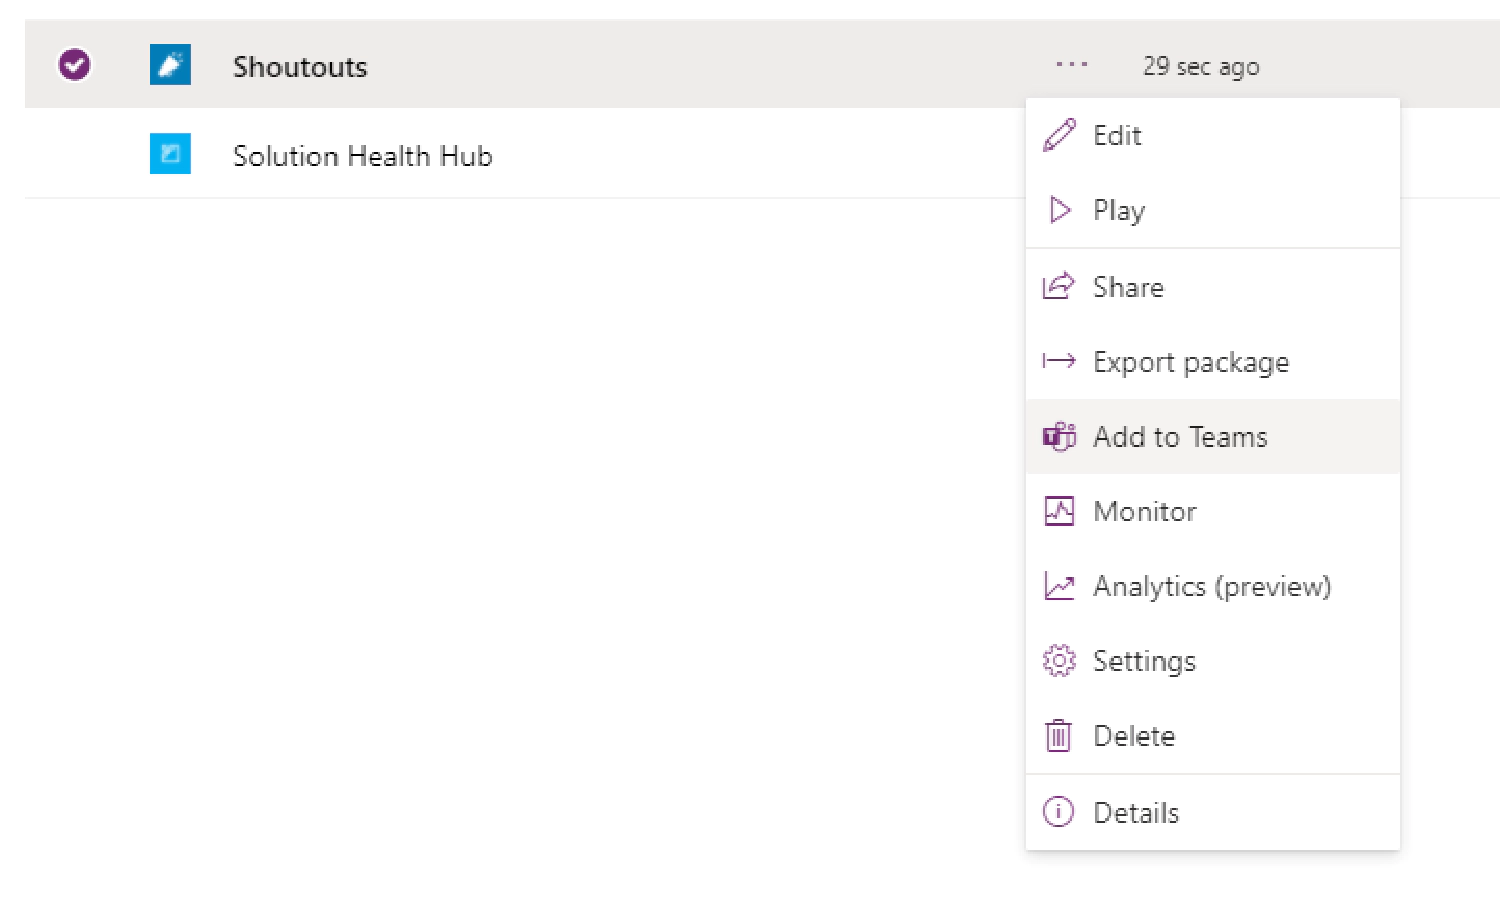 Shoutouts
29 sec ago
Solution Health Hub
Edit
Play
Share
Export package
Add to Teams
Monitor
Analytics (preview)
Settings
Delete
Details